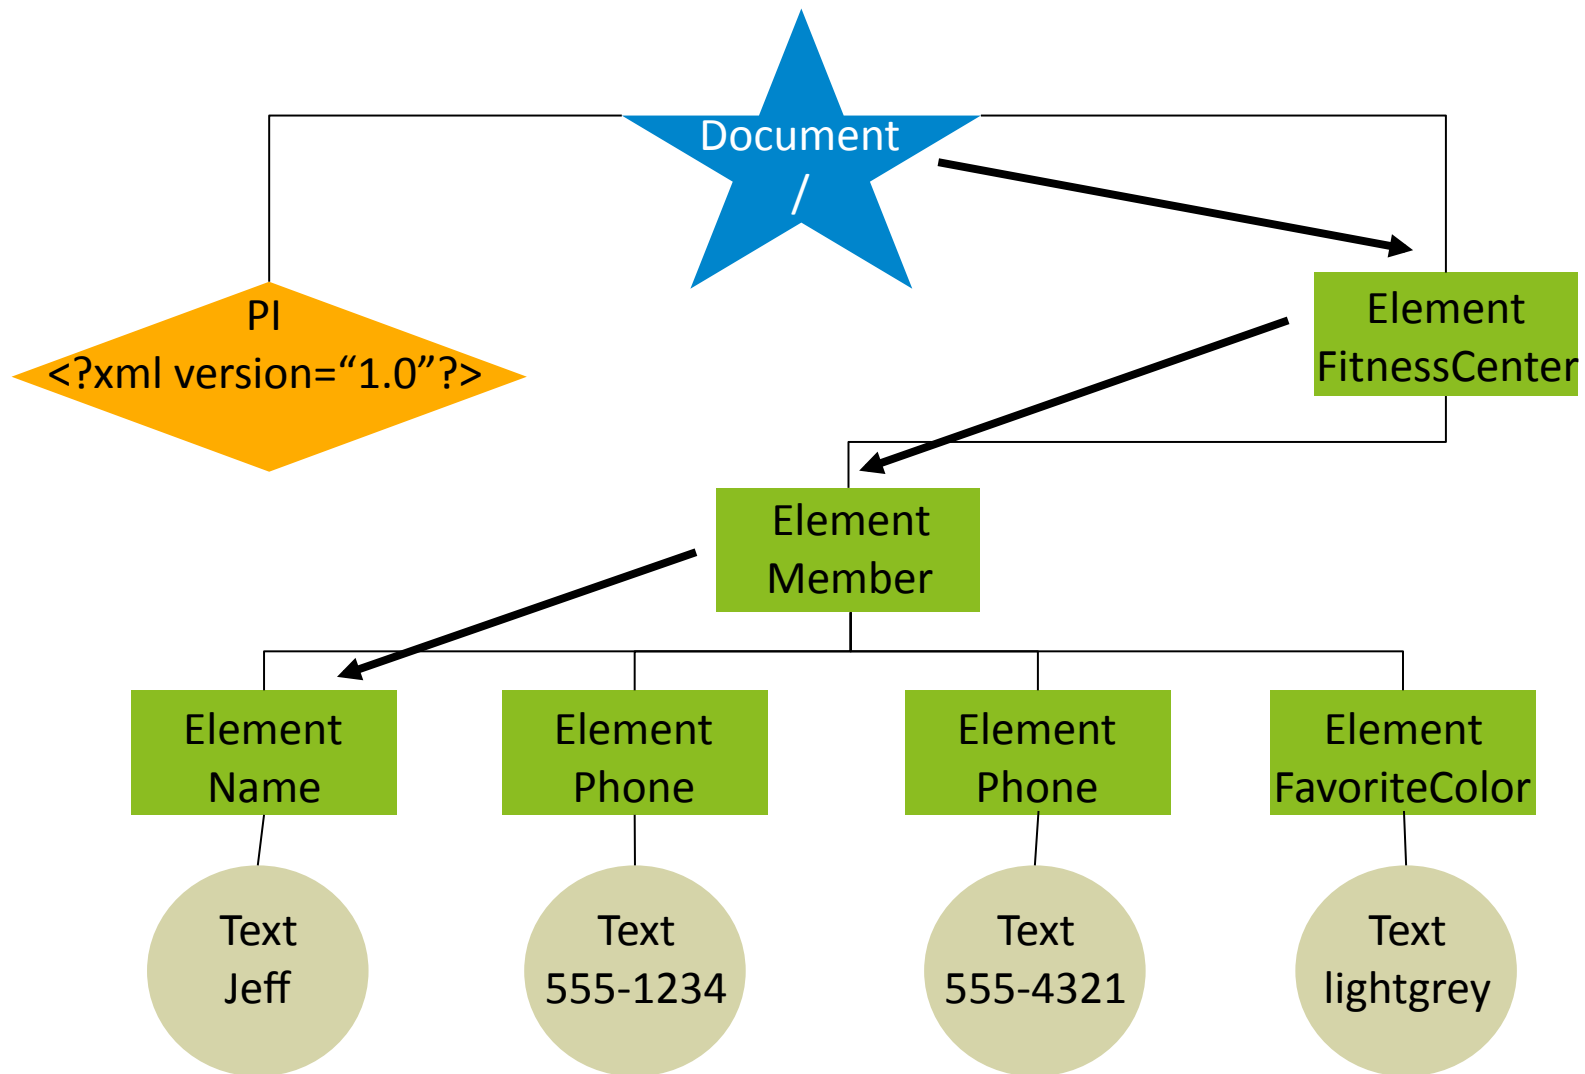 Document
/
PI
<?xml version=“1.0”?>
Element
FitnessCenter
Element
Member
Element
Name
Element
Phone
Element
Phone
Element
FavoriteColor
Text
Jeff
Text
555-1234
Text
555-4321
Text
lightgrey